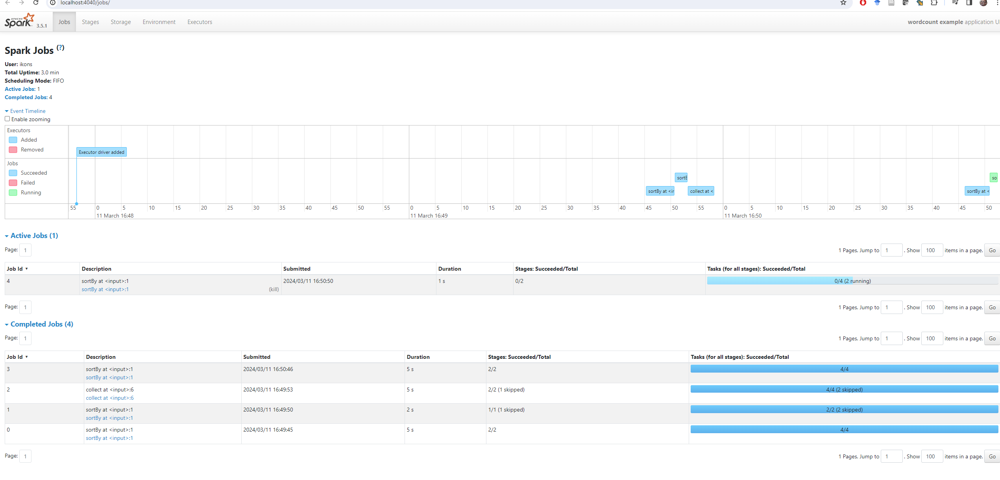 localhost:4040/jobs/
APACHE Spark 3.5.1 Jobs Stages Storage Environment Executors wordcount example application UI
Spark Jobs (?)
User: ikons
Total Uptime: 3,0 min
Scheduling Mode: FIFO
Active Jobs: 1
Completed Jobs: 4
Event Timeline
Enable zooming
Executors
Added
Removed
Executor driver added
Jobs
Succeeded
Failed
Running
sortB
so
sortBy at <ir
collect at <
sortBy at <
55 0 5 10 15 20 25 30 35 40 45 50 55 0 5 10 15 20 25 30 35 40 45 50 55 0 5 10 15 20 25 30 35 40 45 50
11 March 16:48 11 March 16:49 11 March 16:50
Active Jobs (1)
Page: 1 1 Pages. Jump to 1 . Show 100 items in a page. Go
Job Id ▾ Description Submitted Duration Stages: Succeeded/Total Tasks (for all stages): Succeeded/Total
4 sortBy at <input>:1 2024/03/11 16:50:50 1 s 0/2 0/4 (2 running)
sortBy at <input>:1 (kill)
Page: 1 1 Pages. Jump to 1 . Show 100 items in a page. Go
Completed Jobs (4)
Page: 1 1 Pages. Jump to 1 . Show 100 items in a page. Go
Job Id ▾ Description Submitted Duration Stages: Succeeded/Total Tasks (for all stages): Succeeded/Total
3 sortBy at <input>:1 2024/03/11 16:50:46 5 s 2/2 4/4
sortBy at <input>:1
2 collect at <input>:6 2024/03/11 16:49:53 5 s 2/2 (1 skipped) 4/4 (2 skipped)
collect at <input>:6
1 sortBy at <input>:1 2024/03/11 16:49:50 2 s 1/1 (1 skipped) 2/2 (2 skipped)
sortBy at <input>:1
0 sortBy at <input>:1 2024/03/11 16:49:45 5 s 2/2 4/4
sortBy at <input>:1
Page: 1 1 Pages. Jump to 1 . Show 100 items in a page. Go